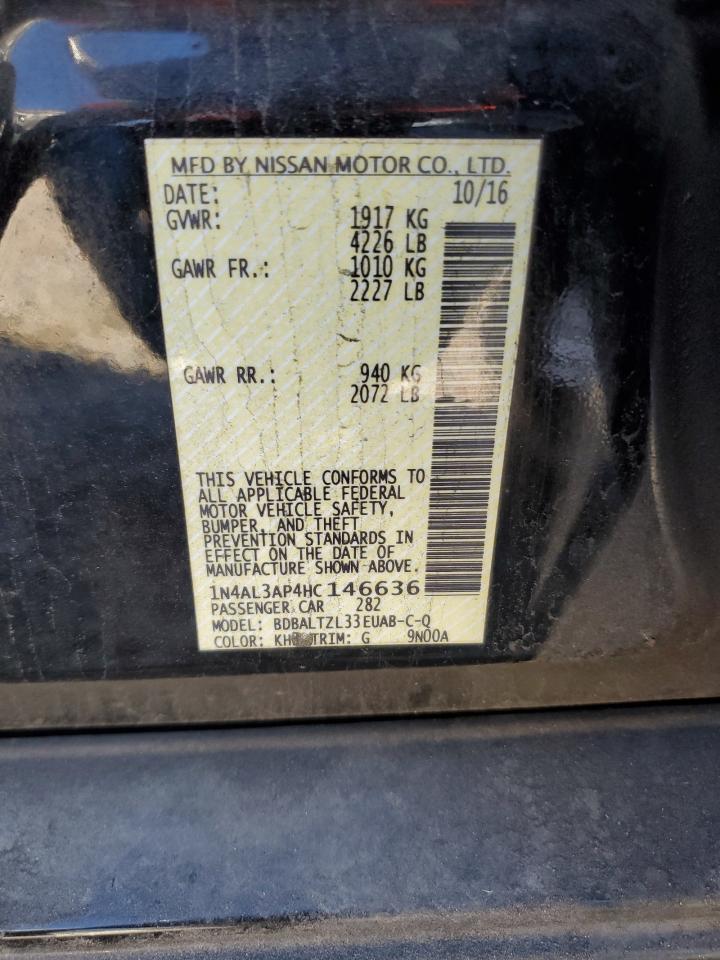 MFD BY NISSAN MOTOR CO., LTD.
DATE: 10/16
GVWR: 1917 KG
4226 LB
GAWR FR.: 1010 KG
2227 LB
GAWR RR.: 940 KG
2072 LB
THIS VEHICLE CONFORMS TO
ALL APPLICABLE FEDERAL
MOTOR VEHICLE SAFETY,
BUMPER, AND THEFT
PREVENTION STANDARDS IN
EFFECT ON THE DATE OF
MANUFACTURE SHOWN ABOVE.
1N4AL3AP4HC146636
PASSENGER CAR 282
MODEL: BDBALTZL33EUAB-C-Q
COLOR: TRIM: G 9N00A